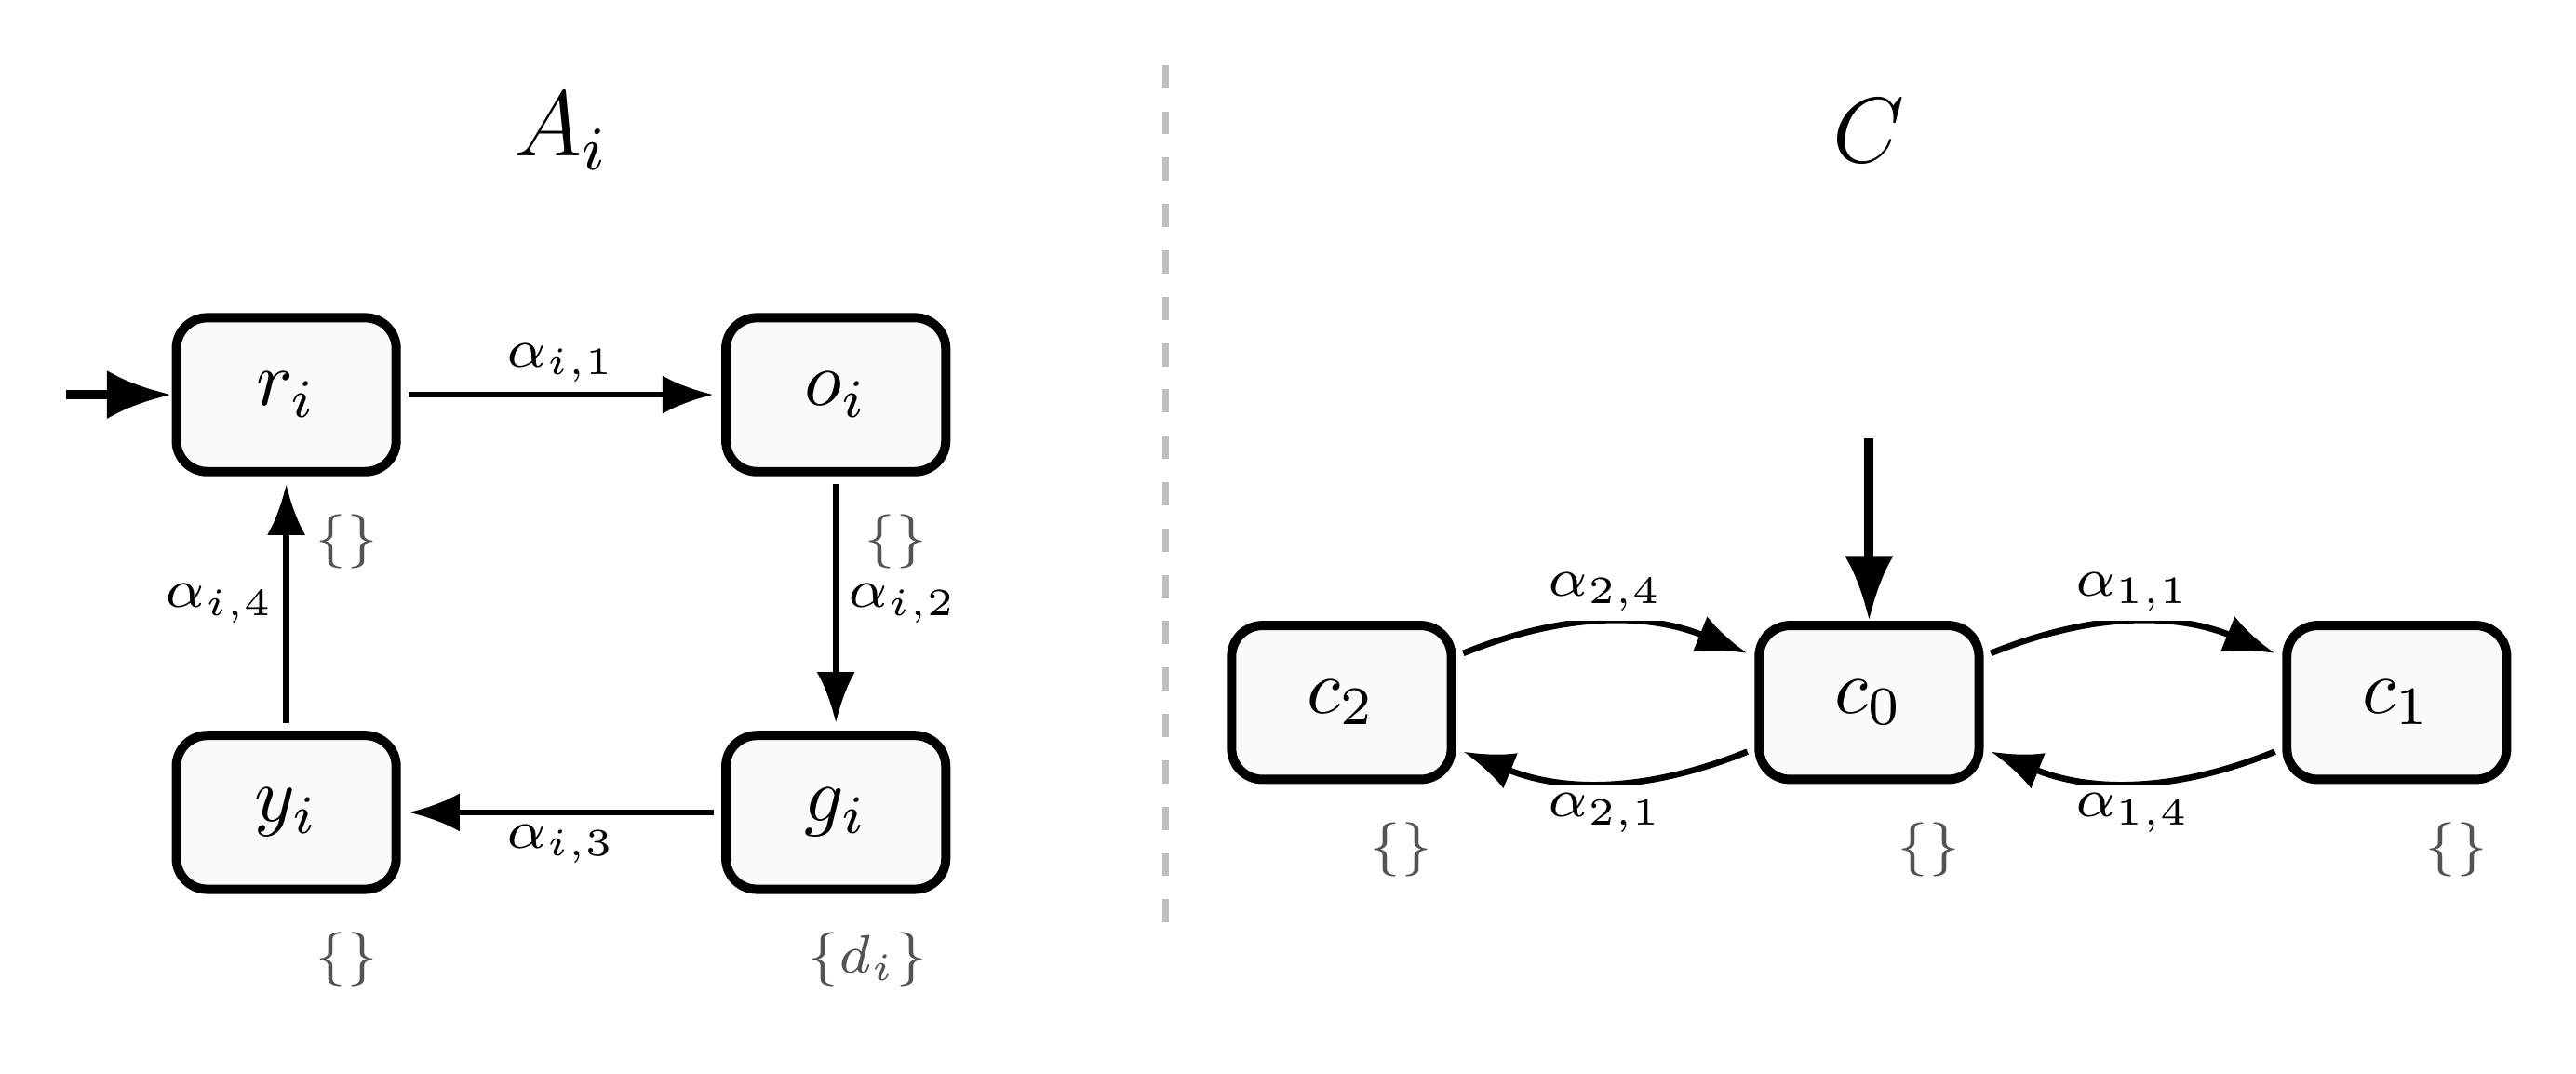 A_i
C
r_i
α_{i,1}
o_i
{}
{}
α_{i,4}
α_{i,2}
y_i
α_{i,3}
g_i
{}
{d_i}
α_{2,4}
α_{1,1}
c_2
c_0
c_1
α_{2,1}
α_{1,4}
{}
{}
{}